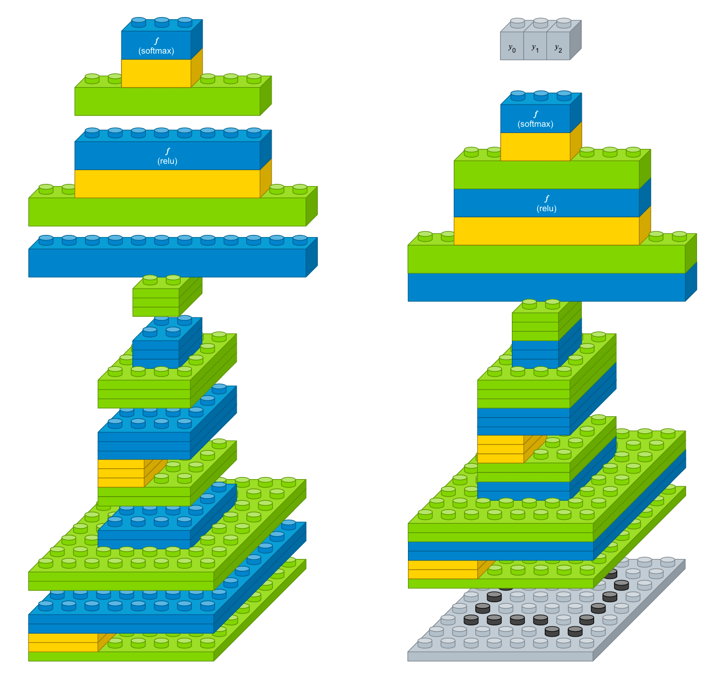 f
(softmax)
f
(relu)
y0 y1 y2
f
(softmax)
f
(relu)